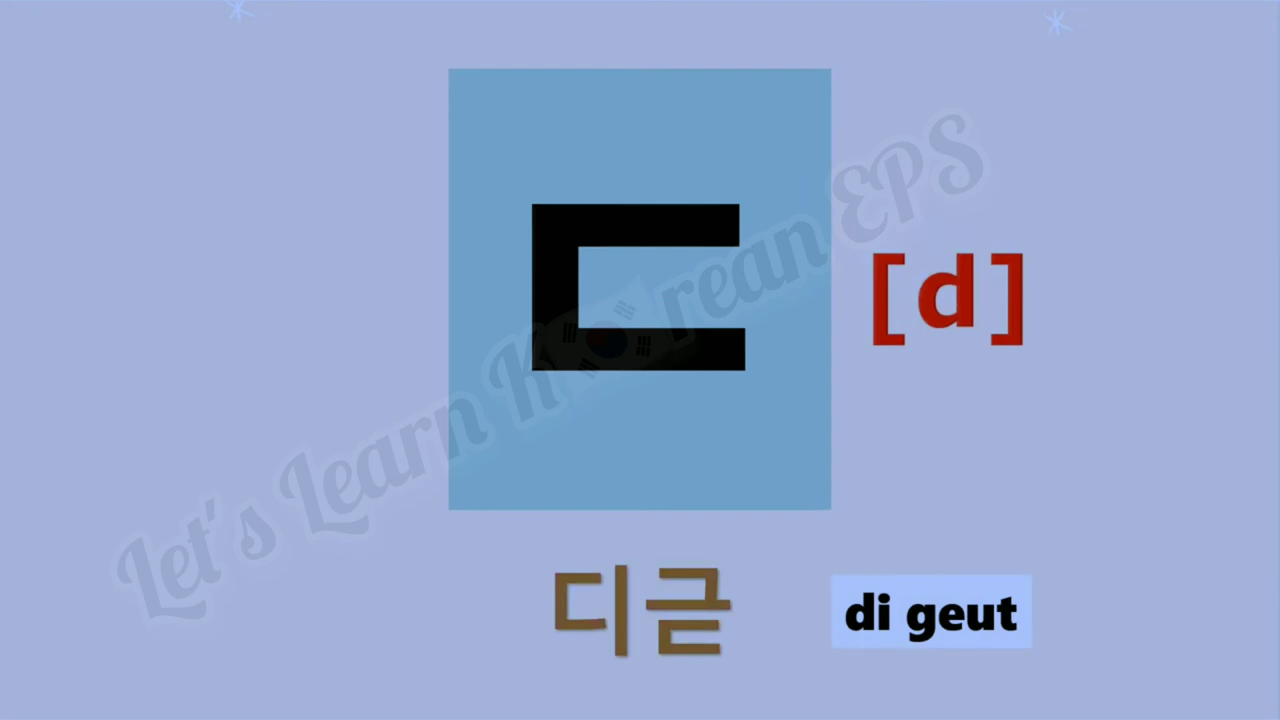 ㄷ
[d]
Let's Learn Korean EPS
디귿
di geut